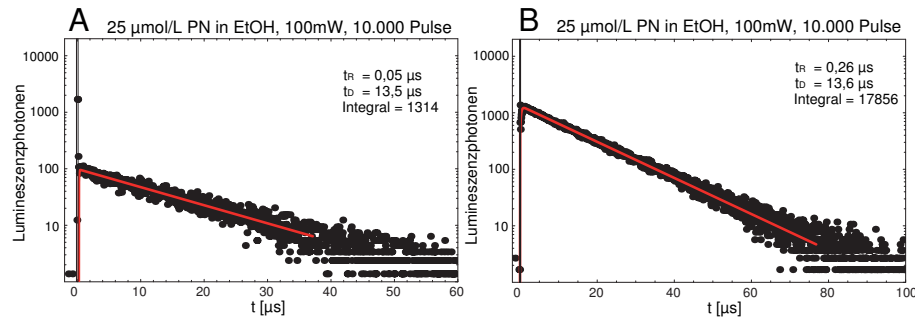 A
25 µmol/L PN in EtOH, 100mW, 10.000 Pulse
Lumineszenzphotonen
10000
1000
100
10
tR = 0,05 µs
tD = 13,5 µs
Integral = 1314
0 10 20 30 40 50 60
t [µs]
B
25 µmol/L PN in EtOH, 100mW, 10.000 Pulse
Lumineszenzphotonen
10000
1000
100
10
tR = 0,26 µs
tD = 13,6 µs
Integral = 17856
0 20 40 60 80 100
t [µs]